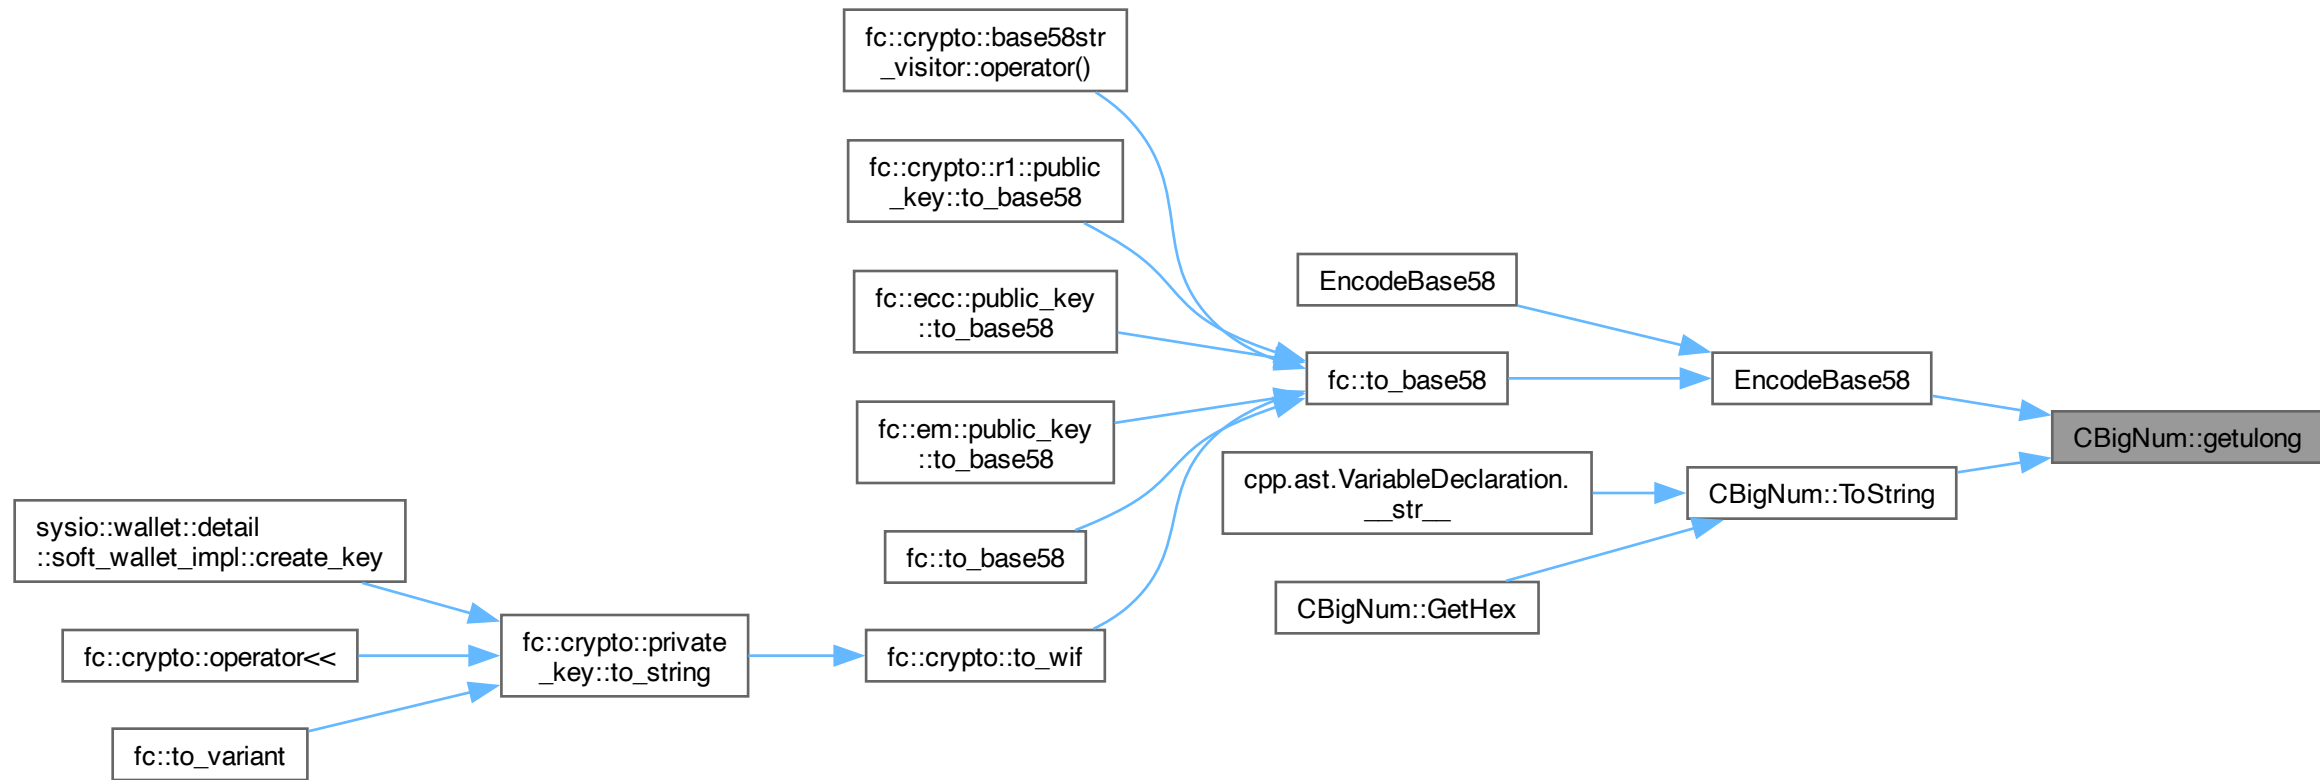 fc::crypto::base58str
_visitor::operator()
fc::crypto::r1::public
_key::to_base58
fc::ecc::public_key
::to_base58
fc::em::public_key
::to_base58
fc::to_base58
fc::crypto::to_wif
sysio::wallet::detail
::soft_wallet_impl::create_key
fc::crypto::operator<<
fc::to_variant
fc::crypto::private
_key::to_string
EncodeBase58
fc::to_base58
cpp.ast.VariableDeclaration.
__str__
CBigNum::GetHex
EncodeBase58
CBigNum::ToString
CBigNum::getulong